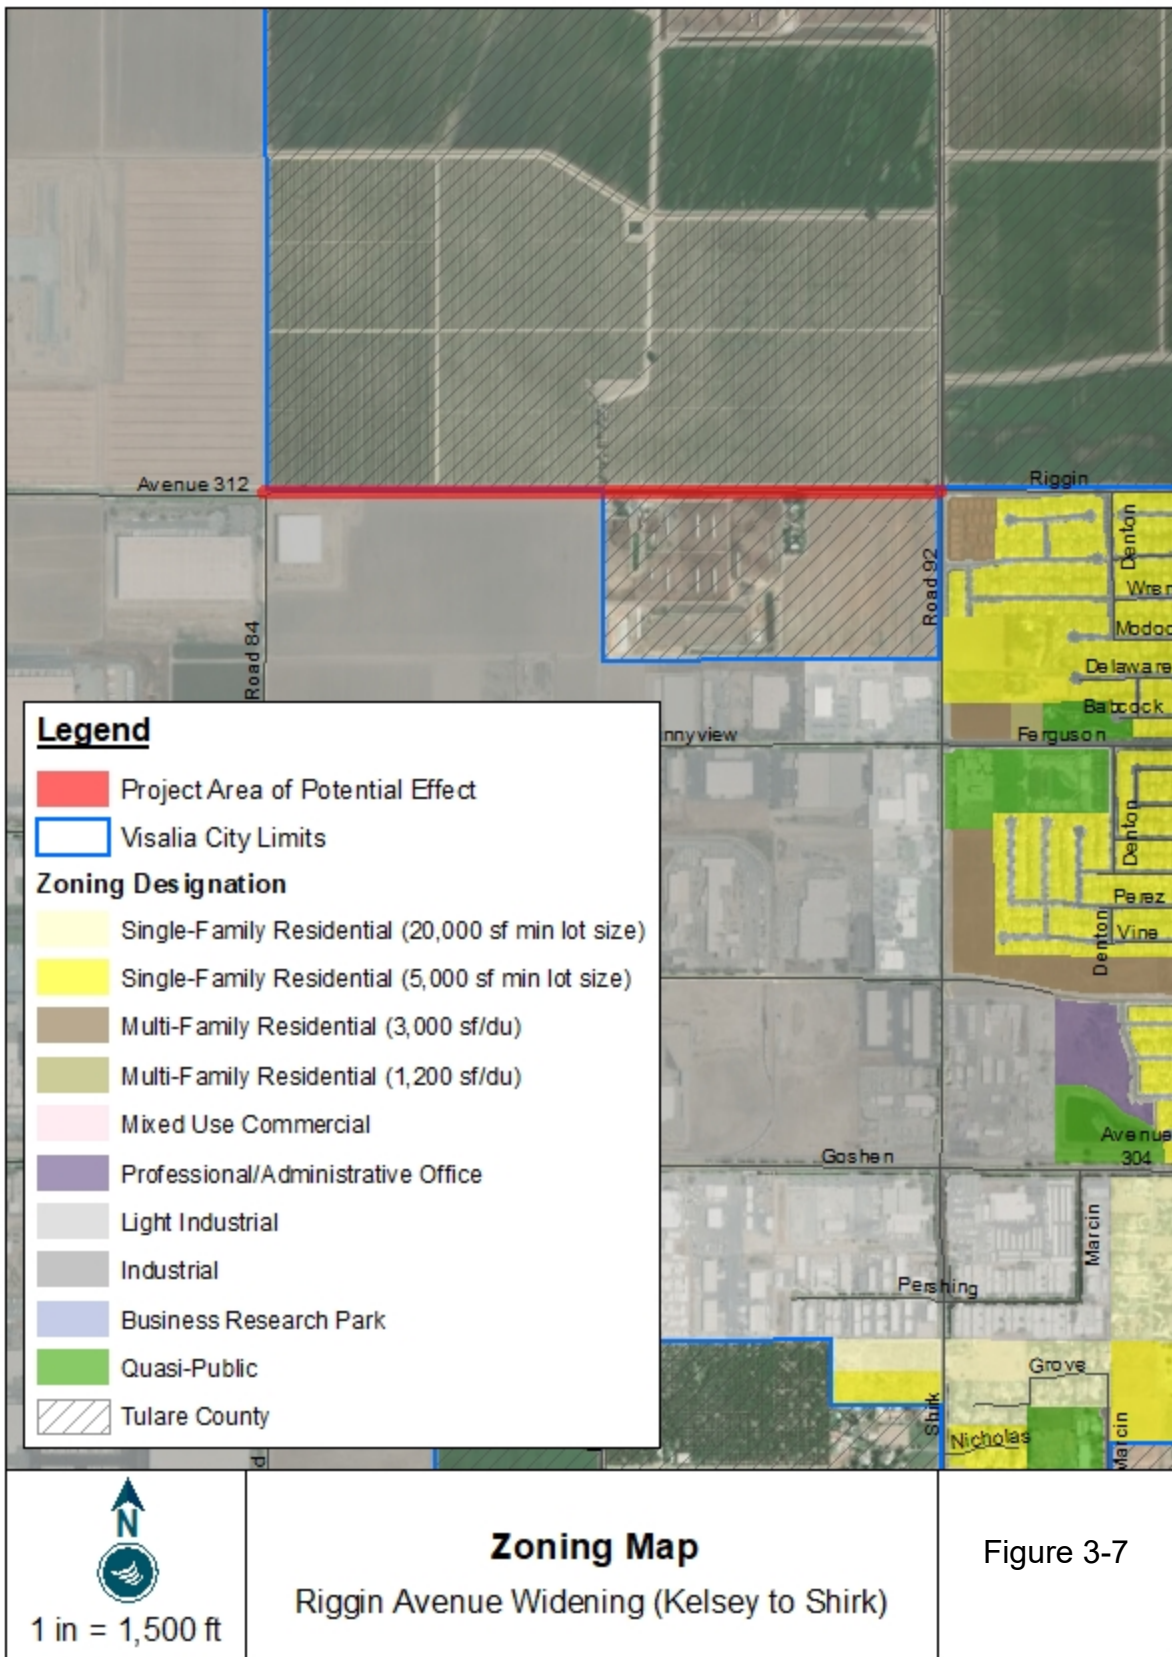 Avenue 312
Riggin
Denton
Road 92
Wren
Modoc
Road 84
Delaware
Babcock
nnyview
Ferguson
Legend
Project Area of Potential Effect
Visalia City Limits
Zoning Designation
Single-Family Residential (20,000 sf min lot size)
Single-Family Residential (5,000 sf min lot size)
Multi-Family Residential (3,000 sf/du)
Multi-Family Residential (1,200 sf/du)
Mixed Use Commercial
Professional/Administrative Office
Light Industrial
Industrial
Business Research Park
Quasi-Public
Tulare County
Denton
Perez
Vine
Denton
Avenue
304
Goshen
Marcin
Pershing
Grove
Shirk
Nicholas
Marcin
N
1 in = 1,500 ft
Zoning Map
Riggin Avenue Widening (Kelsey to Shirk)
Figure 3-7